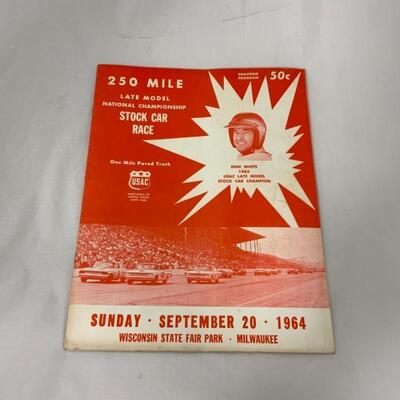 250 MILE
LATE MODEL
NATIONAL CHAMPIONSHIP
STOCK CAR
RACE
One Mile Paved Track
USAC
SOUVENIR
PROGRAM
50c
DON WHITE
1963
USAC LATE MODEL
STOCK CAR CHAMPION
SUNDAY · SEPTEMBER 20 · 1964
WISCONSIN STATE FAIR PARK · MILWAUKEE